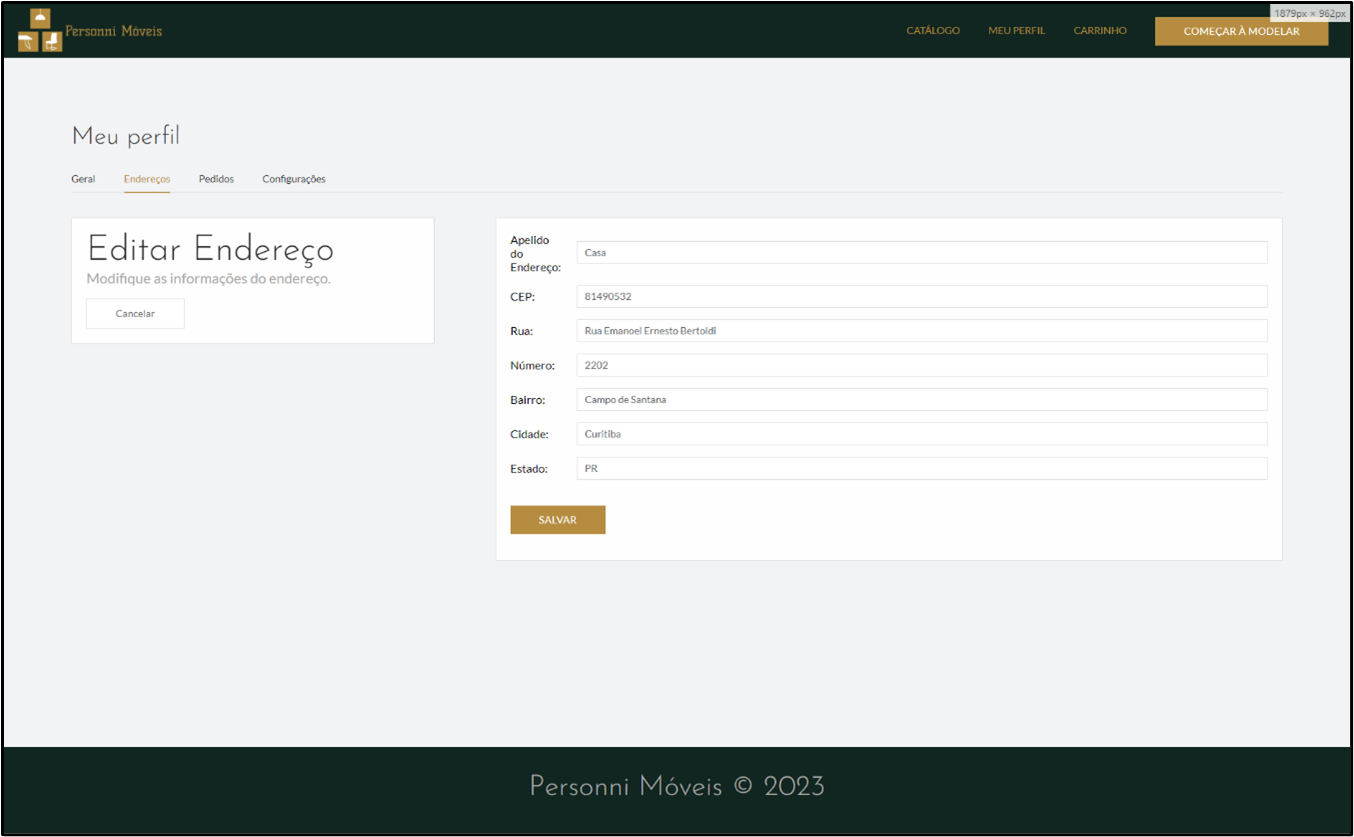 Personni Móveis
CATÁLOGO
MEU PERFIL
CARRINHO
1879px × 962px
COMEÇAR À MODELAR
Meu perfil
Geral
Endereços
Pedidos
Configurações
Editar Endereço
Modifique as informações do endereço.
Cancelar
Apelido
do
Endereço:
Casa
CEP:
81490532
Rua:
Rua Emanoel Ernesto Bertoldi
Número:
2202
Bairro:
Campo de Santana
Cidade:
Curitiba
Estado:
PR
SALVAR
Personni Móveis © 2023